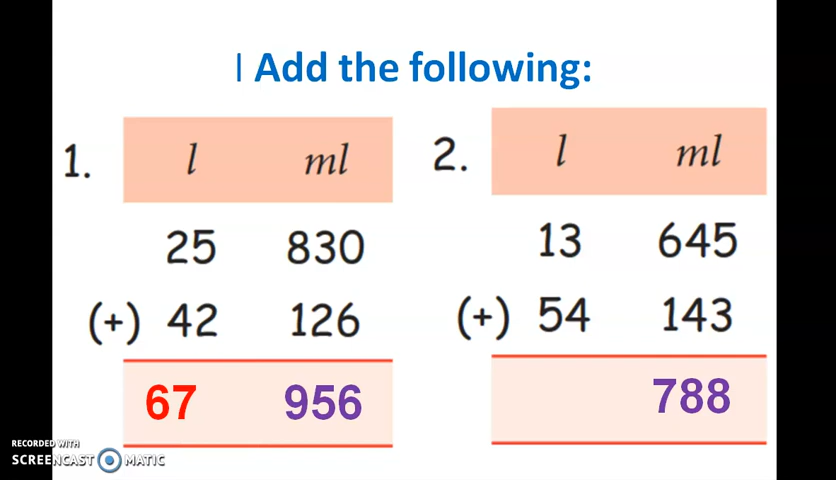 I Add the following:
1. l ml
25 830
(+) 42 126
67 956
2. l ml
13 645
(+) 54 143
788
RECORDED WITH
SCREENCAST MATIC